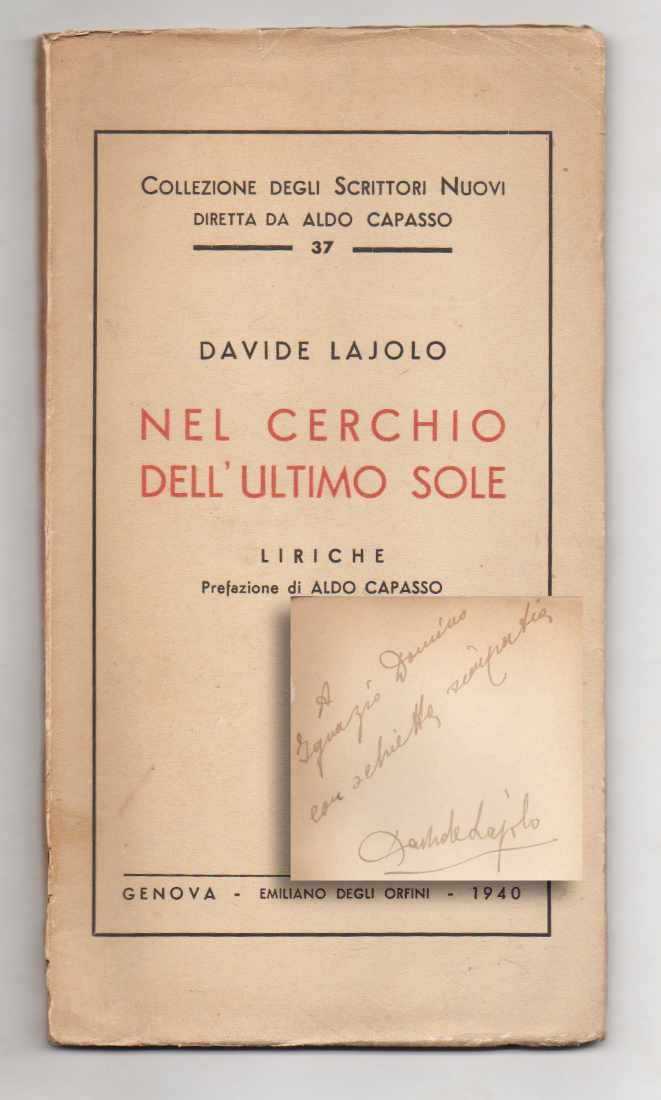 COLLEZIONE DEGLI SCRITTORI NUOVI
DIRETTA DA ALDO CAPASSO
37
DAVIDE LAJOLO
NEL CERCHIO
DELL'ULTIMO SOLE
LIRICHE
Prefazione di ALDO CAPASSO
A
Ignazio Domino
con schietta simpatia
Davide Lajolo
GENOVA - EMILIANO DEGLI ORFINI - 1940